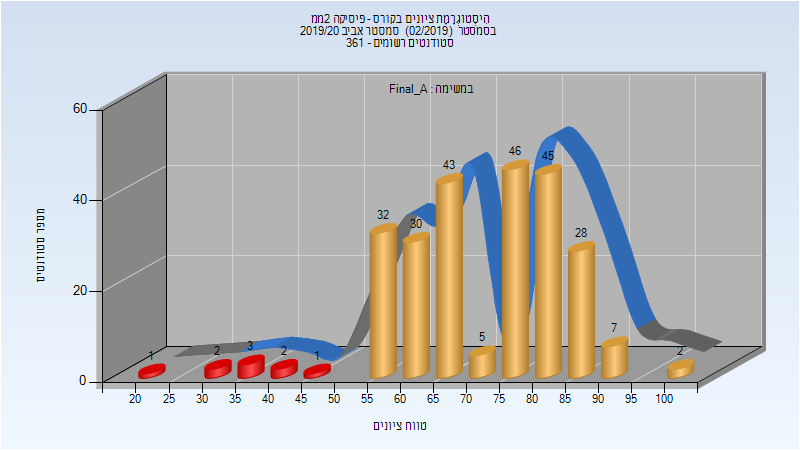 היסטוגרמת ציונים בקורס - פיסיקה 2ממ
בסמסטר (02/2019) סמסטר אביב 2019/20
סטודנטים רשומים - 361
במשימה : Final_A
מספר סטודנטים
60
40
20
0
1
2
3
2
1
32
30
43
5
46
45
28
7
2
20 25 30 35 40 45 50 55 60 65 70 75 80 85 90 95 100
טווח ציונים